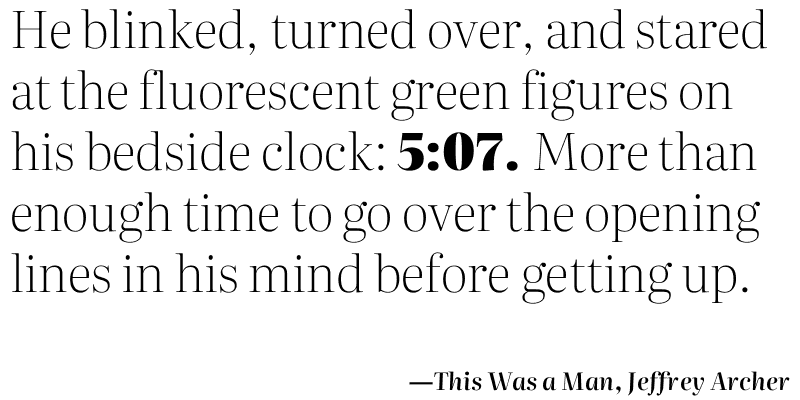 He blinked, turned over, and stared
at the fluorescent green figures on
his bedside clock: 5:07. More than
enough time to go over the opening
lines in his mind before getting up.
—This Was a Man, Jeffrey Archer